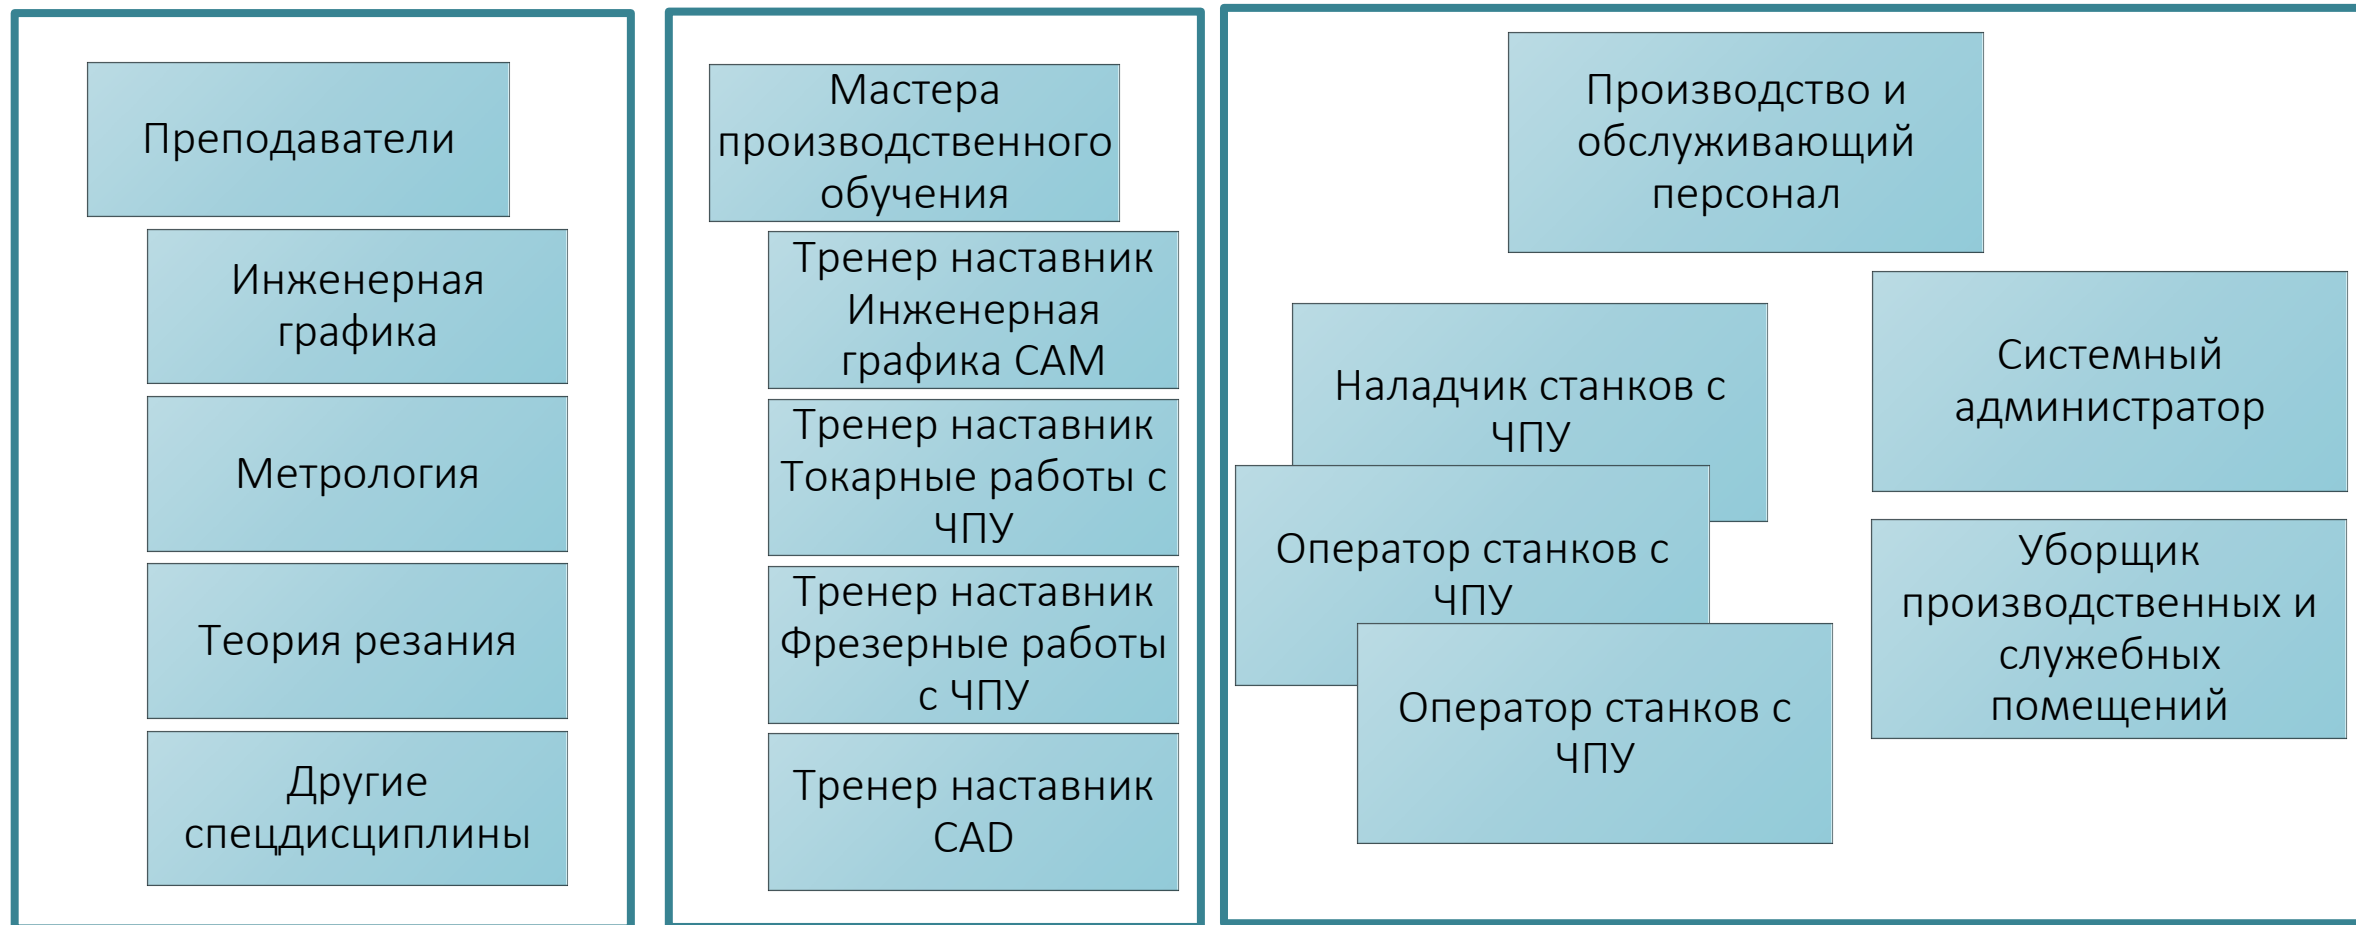 Преподаватели
Инженерная
графика
Метрология
Теория резания
Другие
спецдисциплины
Мастера
производственного
обучения
Тренер наставник
Инженерная
графика CAM
Тренер наставник
Токарные работы с
ЧПУ
Тренер наставник
Фрезерные работы
с ЧПУ
Тренер наставник
CAD
Производство и
обслуживающий
персонал
Наладчик станков с
ЧПУ
Оператор станков с
ЧПУ
Оператор станков с
ЧПУ
Системный
администратор
Уборщик
производственных и
служебных
помещений